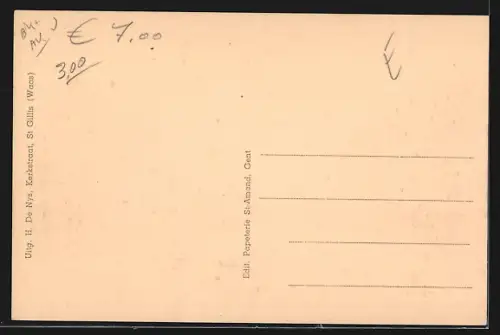 € 7.00
3,00
Uitg. H. De Nys, Kerkstraat, St Gillis (Waas)
Edit. Papeterie St-Amand, Gent